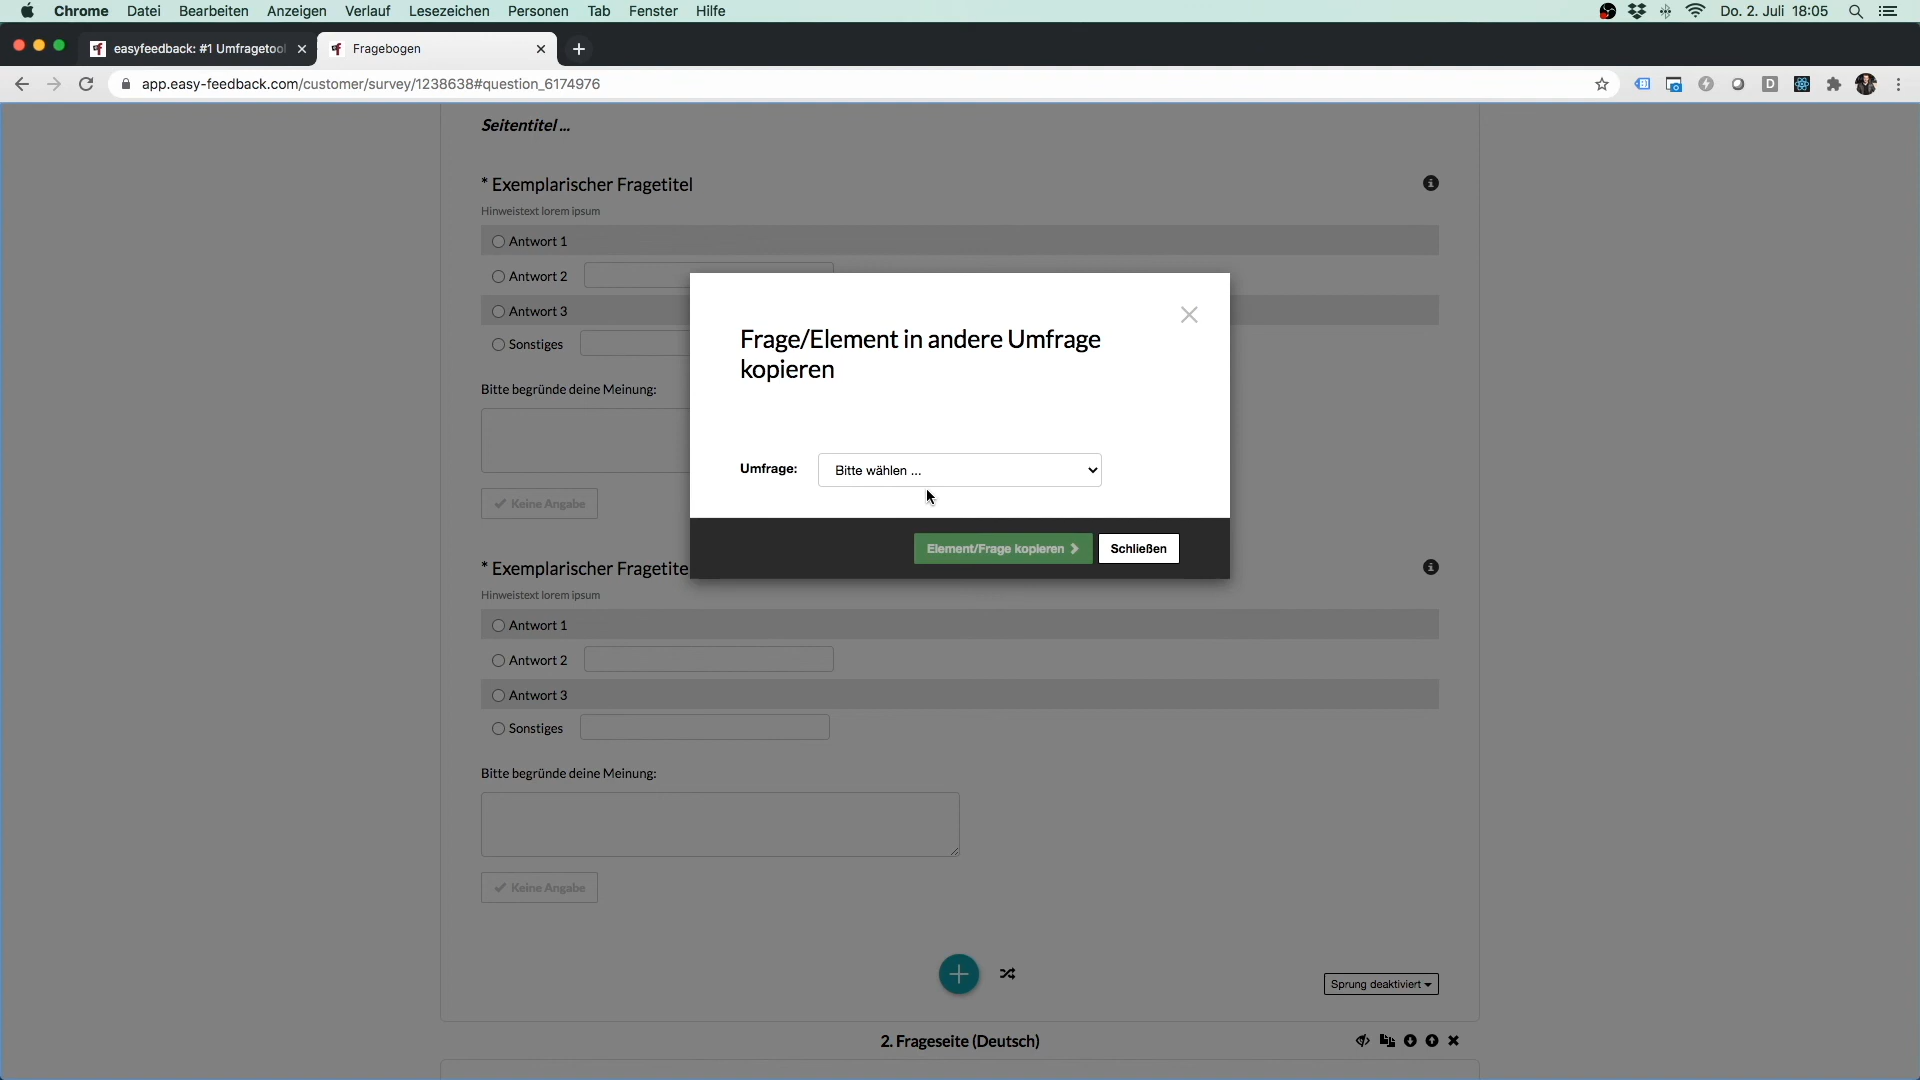 Chrome Datei Bearbeiten Anzeigen Verlauf Lesezeichen Personen Tab Fenster Hilfe Do. 2. Juli 18:05
easyfeedback: #1 Umfragetool Fragebogen
app.easy-feedback.com/customer/survey/1238638#question_6174976
Seitentitel ...
* Exemplarischer Fragetitel
Hinweistext lorem ipsum
Antwort 1
Antwort 2
Antwort 3
Sonstiges
Bitte begründe deine Meinung:
Keine Angabe
Frage/Element in andere Umfrage
kopieren
Umfrage: Bitte wählen ...
Element/Frage kopieren Schließen
* Exemplarischer Fragetite
Hinweistext lorem ipsum
Antwort 1
Antwort 2
Antwort 3
Sonstiges
Bitte begründe deine Meinung:
Keine Angabe
Sprung deaktiviert
2. Frageseite (Deutsch)